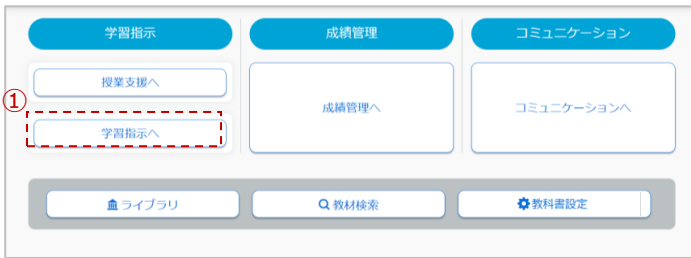 学習指示
成績管理
コミュニケーション
授業支援へ
①
学習指示へ
成績管理へ
コミュニケーションへ
ライブラリ
教材検索
教科書設定